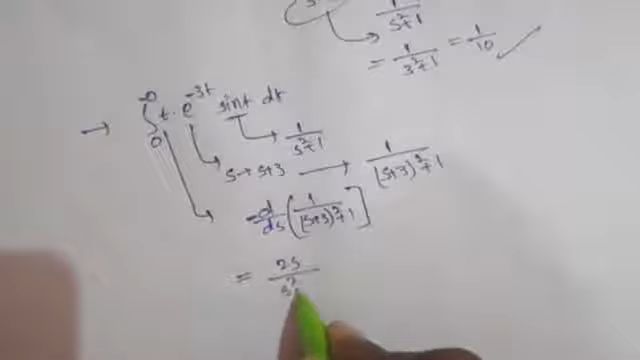 1/(s²+1)
= 1/(3²+1) = 1/10
→ ∫₀^∞ t. e^-3t sint dt
→ 1/(s²+1)
s→s+3 → 1/((s+3)²+1)
-d/ds [1/((s+3)²+1)]
= 2s/s²